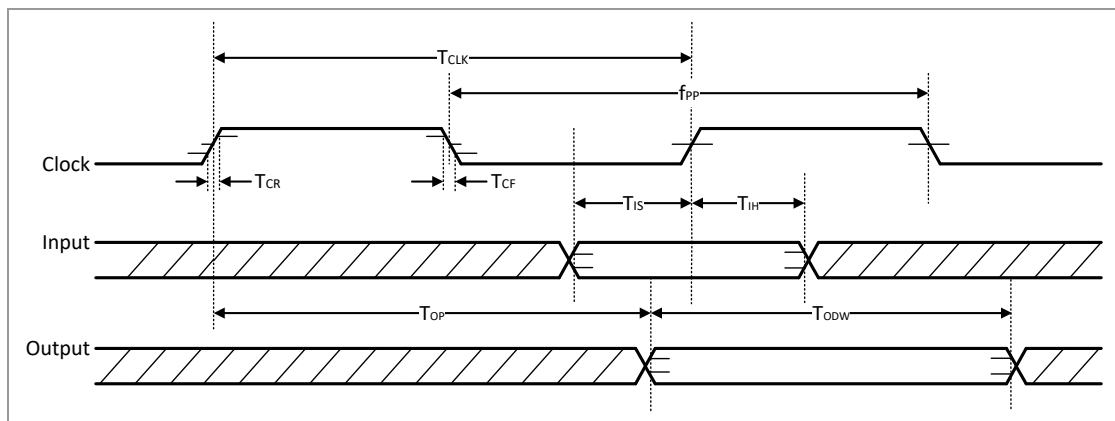 TCLK
fPP
Clock
TCR
TCF
TIS
TIH
Input
TOP
TODW
Output